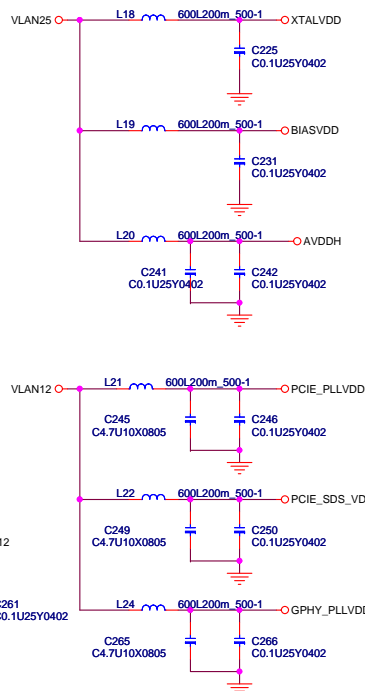 L18 600L200m_500-1
VLAN25 XTALVDD
C225
C0.1U25Y0402
L19 600L200m_500-1
BIASVDD
C231
C0.1U25Y0402
L20 600L200m_500-1
AVDDH
C241 C242
C0.1U25Y0402 C0.1U25Y0402
L21 600L200m_500-1
VLAN12 PCIE_PLLVDD
C245 C246
C4.7U10X0805 C0.1U25Y0402
L22 600L200m_500-1
PCIE_SDS_VD
C249 C250
C4.7U10X0805 C0.1U25Y0402
12
C261 L24 600L200m_500-1
C0.1U25Y0402 GPHY_PLLVDD
C265 C266
C4.7U10X0805 C0.1U25Y0402